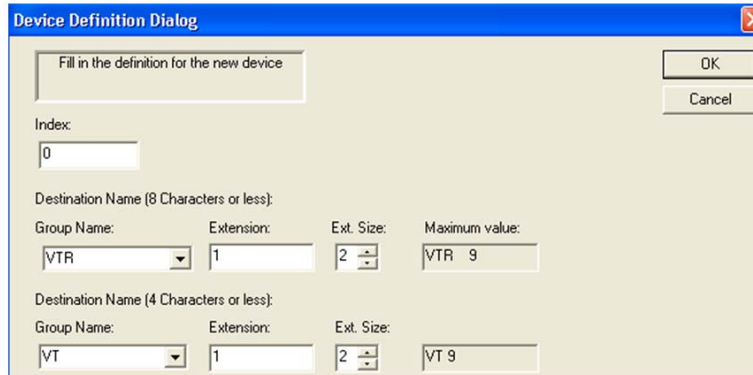 Device Definition Dialog
Fill in the definition for the new device
OK
Cancel
Index:
0
Destination Name (8 Characters or less):
Group Name: Extension: Ext. Size: Maximum value:
VTR 1 2 VTR 9
Destination Name (4 Characters or less):
Group Name: Extension: Ext. Size:
VT 1 2 VT 9